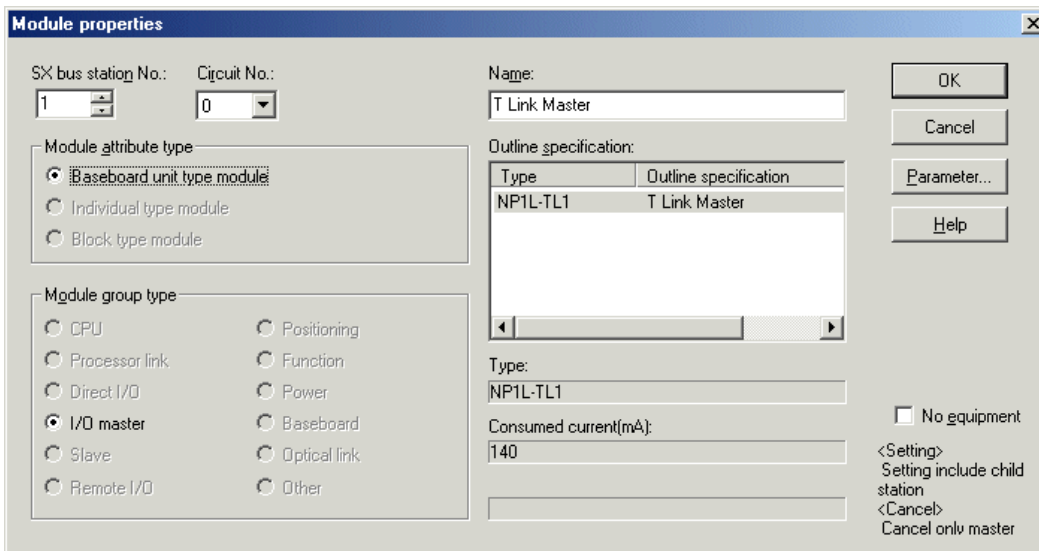 Module properties
SX bus station No.:
Circuit No.:
1
0
Module attribute type
Baseboard unit type module
Individual type module
Block type module
Module group type
CPU
Positioning
Processor link
Function
Direct I/O
Power
I/O master
Baseboard
Slave
Optical link
Remote I/O
Other
Name:
T Link Master
Outline specification:
Type Outline specification
NP1L-TL1 T Link Master
Type:
NP1L-TL1
Consumed current(mA):
140
OK
Cancel
Parameter...
Help
No equipment
<Setting>
Setting include child
station
<Cancel>
Cancel only master